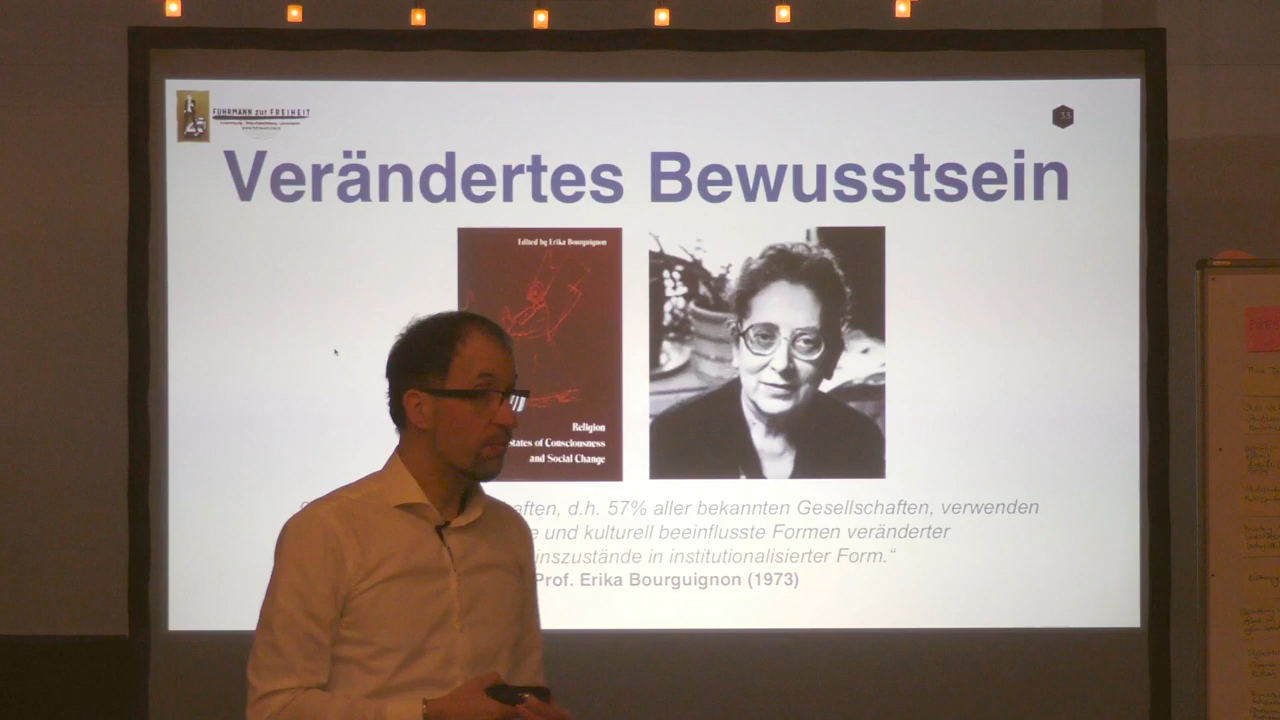 FUHRMANN zur FREIHEIT
33
Verändertes Bewusstsein
Edited by Erika Bourguignon
Religion
states of Consciousness
and Social Change
aften, d.h. 57% aller bekannten Gesellschaften, verwenden
e und kulturell beeinflusste Formen veränderter
inszustände in institutionalisierter Form.“
Prof. Erika Bourguignon (1973)